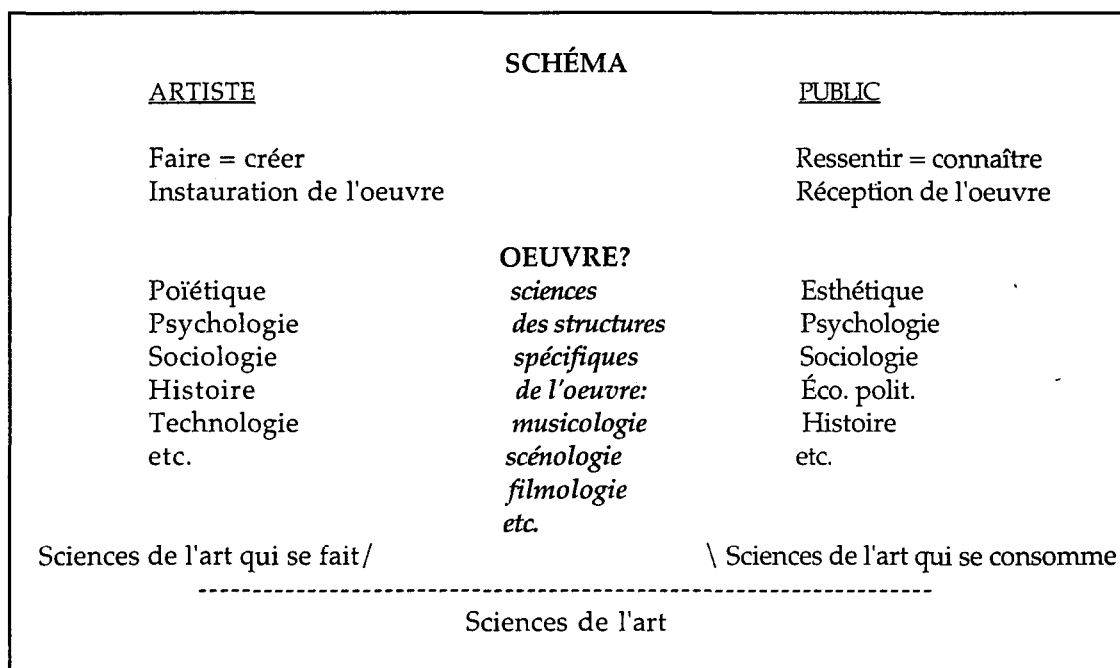 SCHÉMA
ARTISTE PUBLIC
Faire = créer Ressentir = connaître
Instauration de l'oeuvre Réception de l'oeuvre
OEUVRE?
Poïétique sciences Esthétique
Psychologie des structures Psychologie
Sociologie spécifiques Sociologie
Histoire de l'oeuvre: Éco. polit.
Technologie musicologie Histoire
etc. scénologie etc.
filmologie
etc.
Sciences de l'art qui se fait/ \ Sciences de l'art qui se consomme
Sciences de l'art